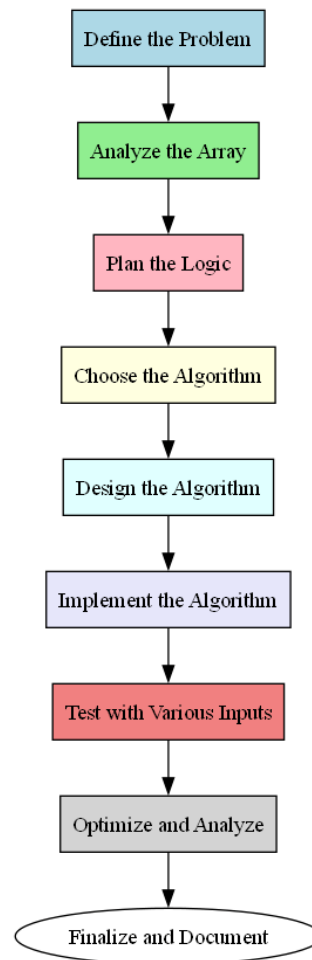 Define the Problem
Analyze the Array
Plan the Logic
Choose the Algorithm
Design the Algorithm
Implement the Algorithm
Test with Various Inputs
Optimize and Analyze
Finalize and Document